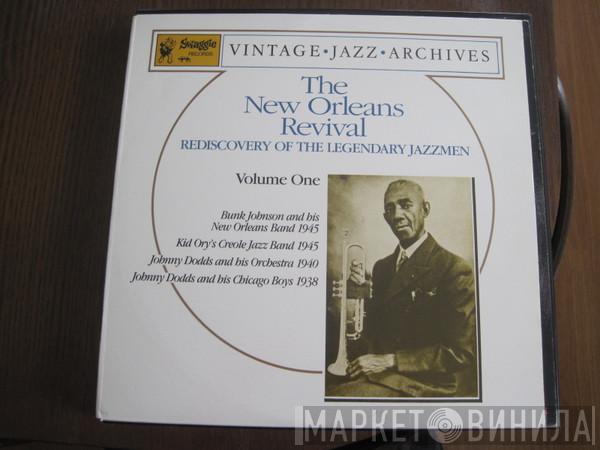 Swaggie
RECORDS
VINTAGE•JAZZ•ARCHIVES
The
New Orleans
Revival
REDISCOVERY OF THE LEGENDARY JAZZMEN
Volume One
Bunk Johnson and his
New Orleans Band 1945
Kid Ory's Creole Jazz Band 1945
Johnny Dodds and his Orchestra 1940
Johnny Dodds and his Chicago Boys 1938
МАРКЕТ ВИНИЛА